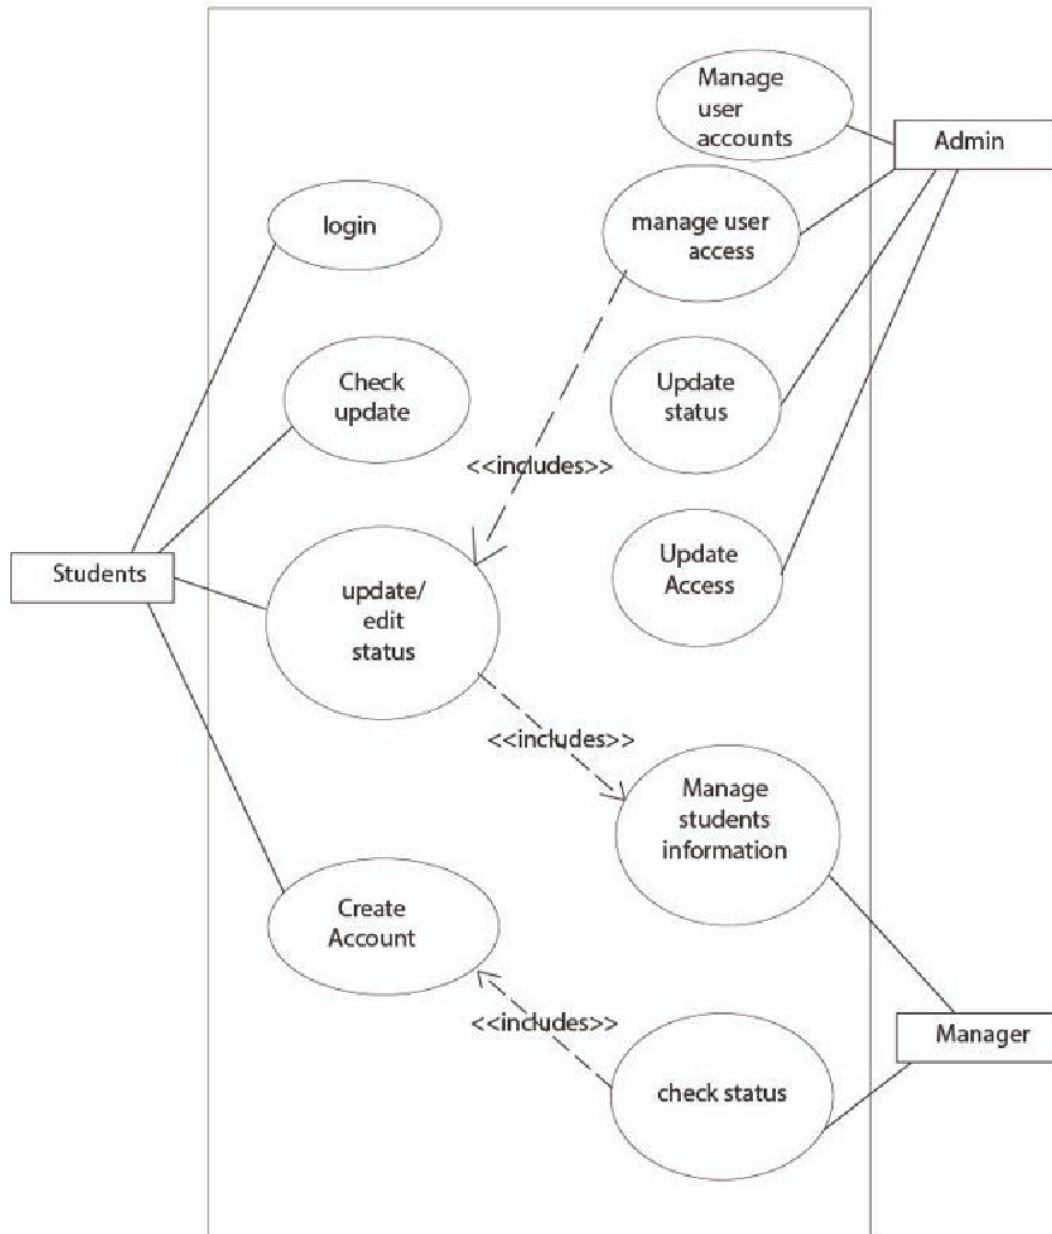 Manage
user
accounts
Admin
login
manage user
access
Check
update
Update
status
<<includes>>
Students
update/
edit
status
Update
Access
<<includes>>
Manage
students
information
Create
Account
<<includes>>
Manager
check status